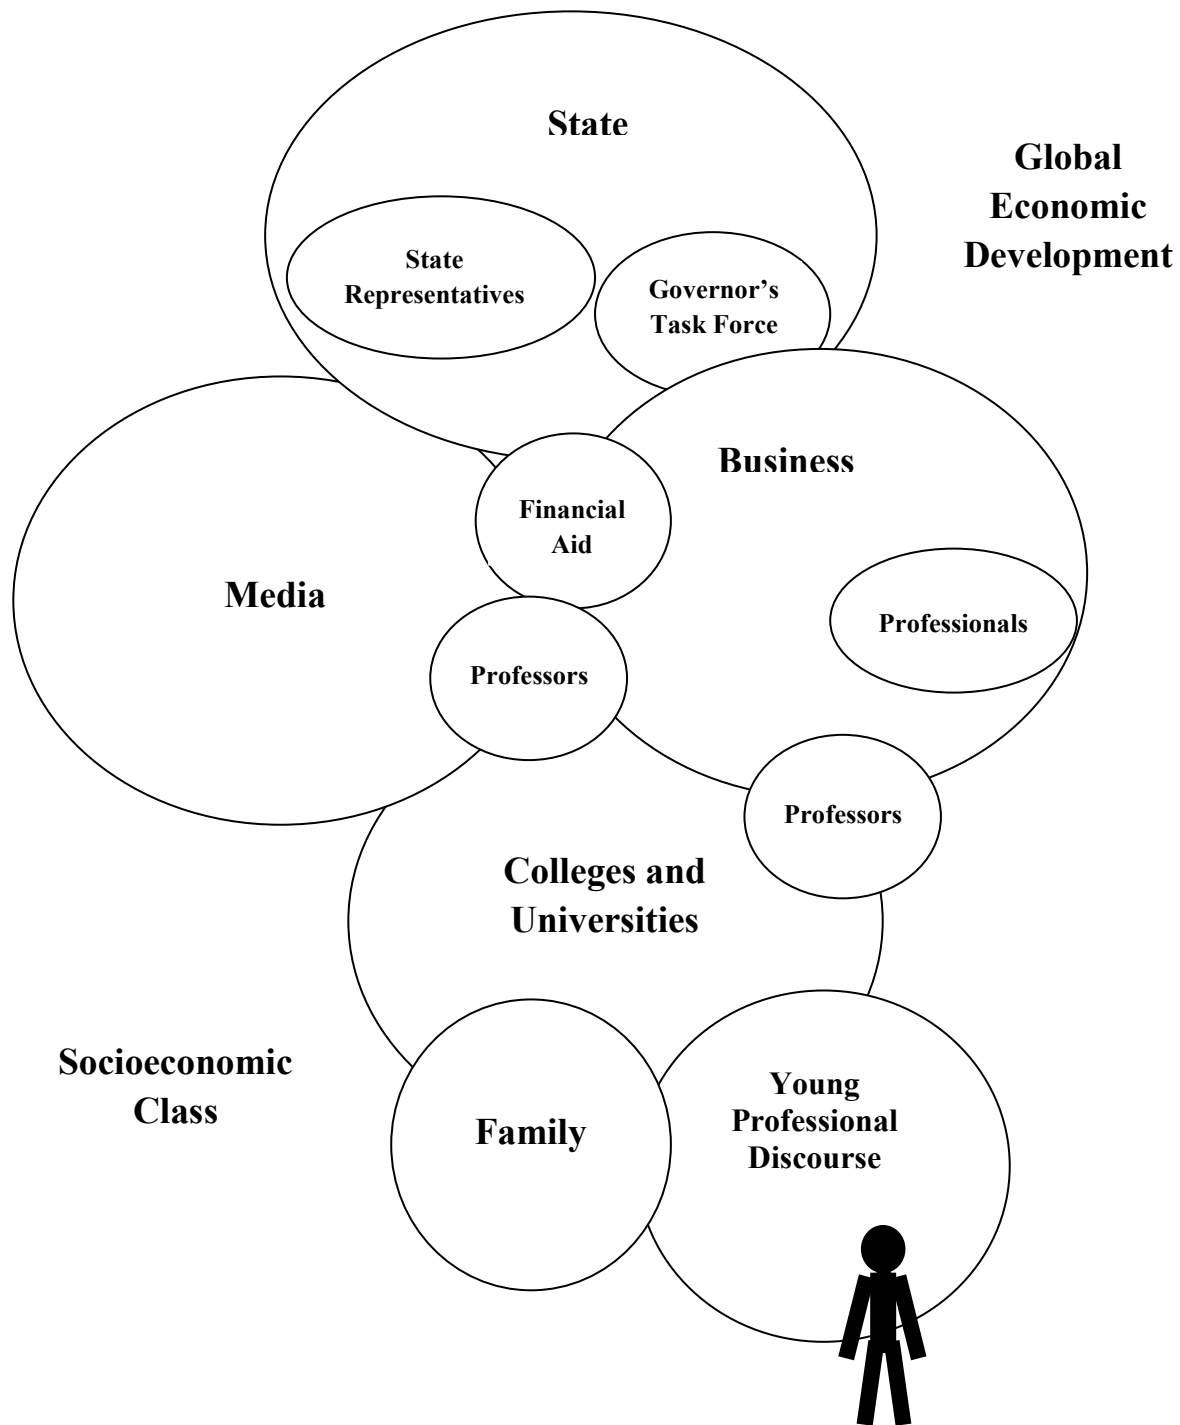 State
Global
Economic
Development
State
Representatives
Governor’s
Task Force
Business
Financial
Aid
Media
Professionals
Professors
Professors
Colleges and
Universities
Socioeconomic
Class
Family
Young
Professional
Discourse